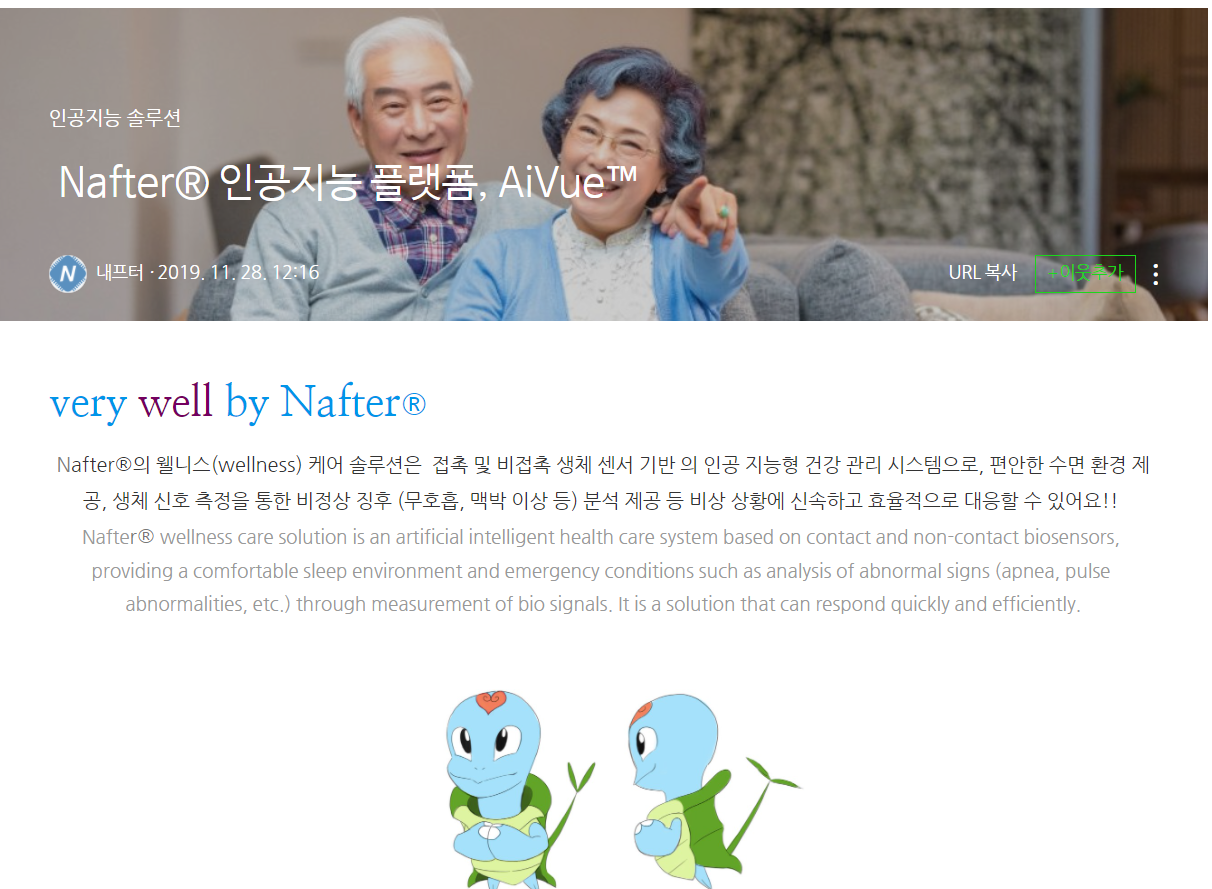 인공지능 솔루션
Nafter® 인공지능 플랫폼, AiVue™
N
내프터 · 2019. 11. 28. 12:16
URL 복사
+ 이웃추가
very well by Nafter®
Nafter®의 웰니스(wellness) 케어 솔루션은 접촉 및 비접촉 생체 센서 기반 의 인공 지능형 건강 관리 시스템으로, 편안한 수면 환경 제
공, 생체 신호 측정을 통한 비정상 징후 (무호흡, 맥박 이상 등) 분석 제공 등 비상 상황에 신속하고 효율적으로 대응할 수 있어요!!
Nafter® wellness care solution is an artificial intelligent health care system based on contact and non-contact biosensors,
providing a comfortable sleep environment and emergency conditions such as analysis of abnormal signs (apnea, pulse
abnormalities, etc.) through measurement of bio signals. It is a solution that can respond quickly and efficiently.